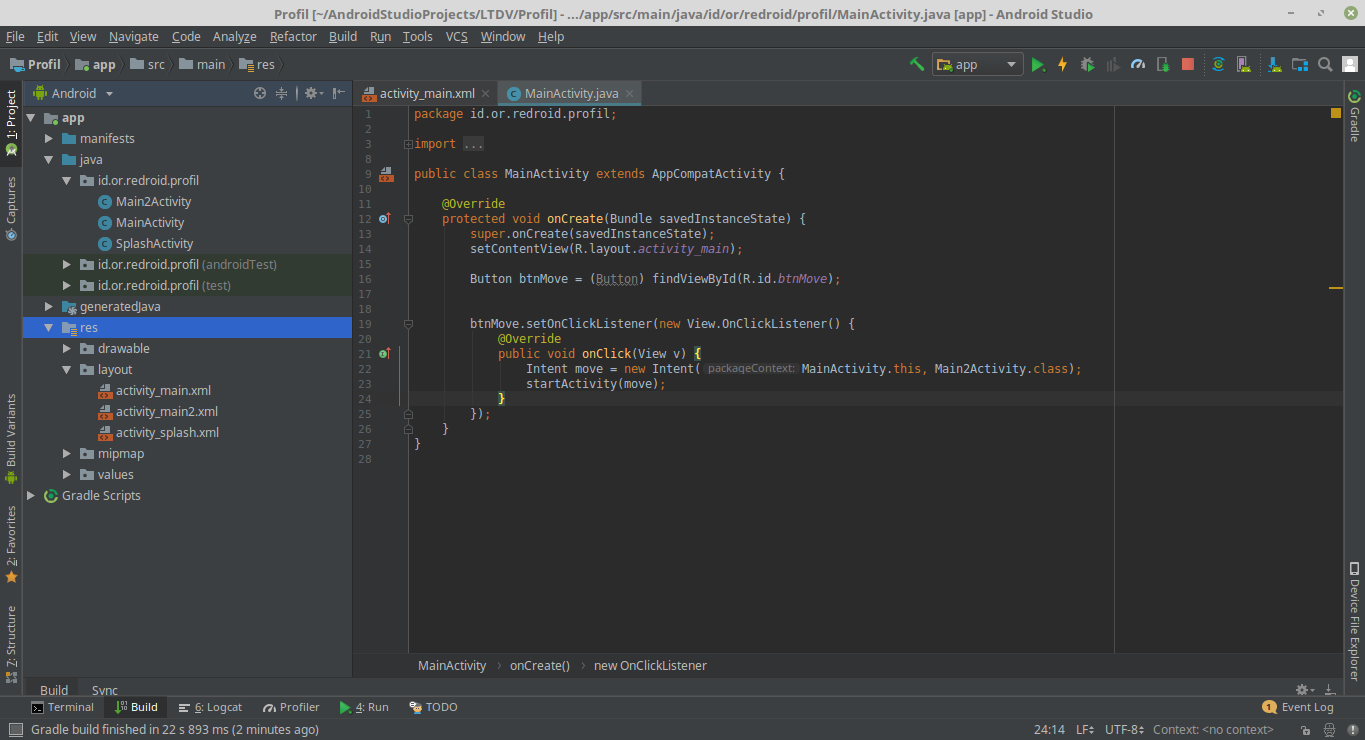 Profil [~/AndroidStudioProjects/LTDV/Profil] - .../app/src/main/java/id/or/redroid/profil/MainActivity.java [app] - Android Studio
File Edit View Navigate Code Analyze Refactor Build Run Tools VCS Window Help
Profil app src main res app
1: Project
Captures
Build Variants
2: Favorites
7: Structure
Android
app
manifests
java
id.or.redroid.profil
Main2Activity
MainActivity
SplashActivity
id.or.redroid.profil (androidTest)
id.or.redroid.profil (test)
generatedJava
res
drawable
layout
activity_main.xml
activity_main2.xml
activity_splash.xml
mipmap
values
Gradle Scripts
activity_main.xml MainActivity.java
1 package id.or.redroid.profil;
2
3 import ...
8
9 public class MainActivity extends AppCompatActivity {
10
11 @Override
12 protected void onCreate(Bundle savedInstanceState) {
13 super.onCreate(savedInstanceState);
14 setContentView(R.layout.activity_main);
15
16 Button btnMove = (Button) findViewById(R.id.btnMove);
17
18
19 btnMove.setOnClickListener(new View.OnClickListener() {
20 @Override
21 public void onClick(View v) {
22 Intent move = new Intent( packageContext: MainActivity.this, Main2Activity.class);
23 startActivity(move);
24 }
25 });
26 }
27 }
28
MainActivity onCreate() new OnClickListener
Gradle
Device File Explorer
Build Sync
Terminal Build 6: Logcat Profiler 4: Run TODO 1 Event Log
Gradle build finished in 22 s 893 ms (2 minutes ago) 24:14 LF UTF-8 Context: <no context>